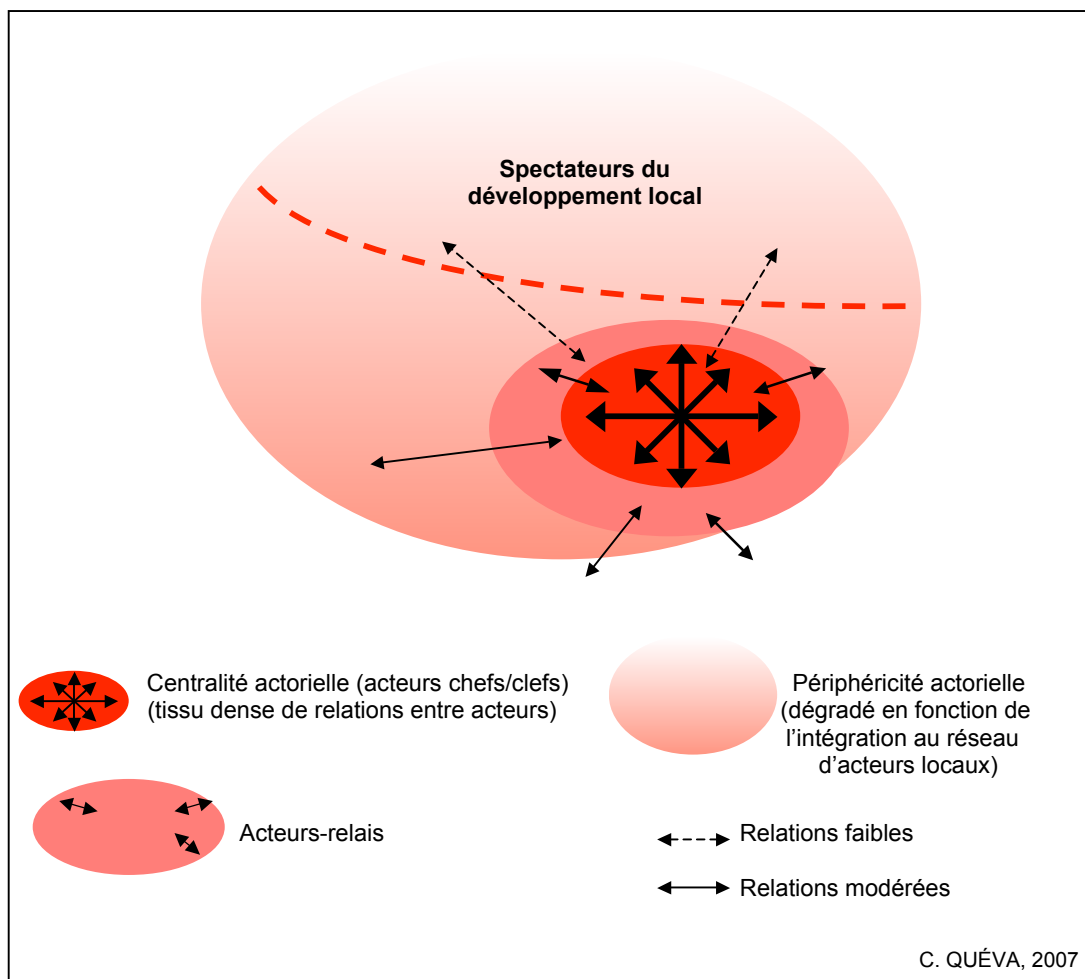 Spectateurs du
développement local
Centralité actorielle (acteurs chefs/clefs)
(tissu dense de relations entre acteurs)
Acteurs-relais
Périphéricité actorielle
(dégradé en fonction de
l’intégration au réseau
d’acteurs locaux)
Relations faibles
Relations modérées
C. QUÉVA, 2007